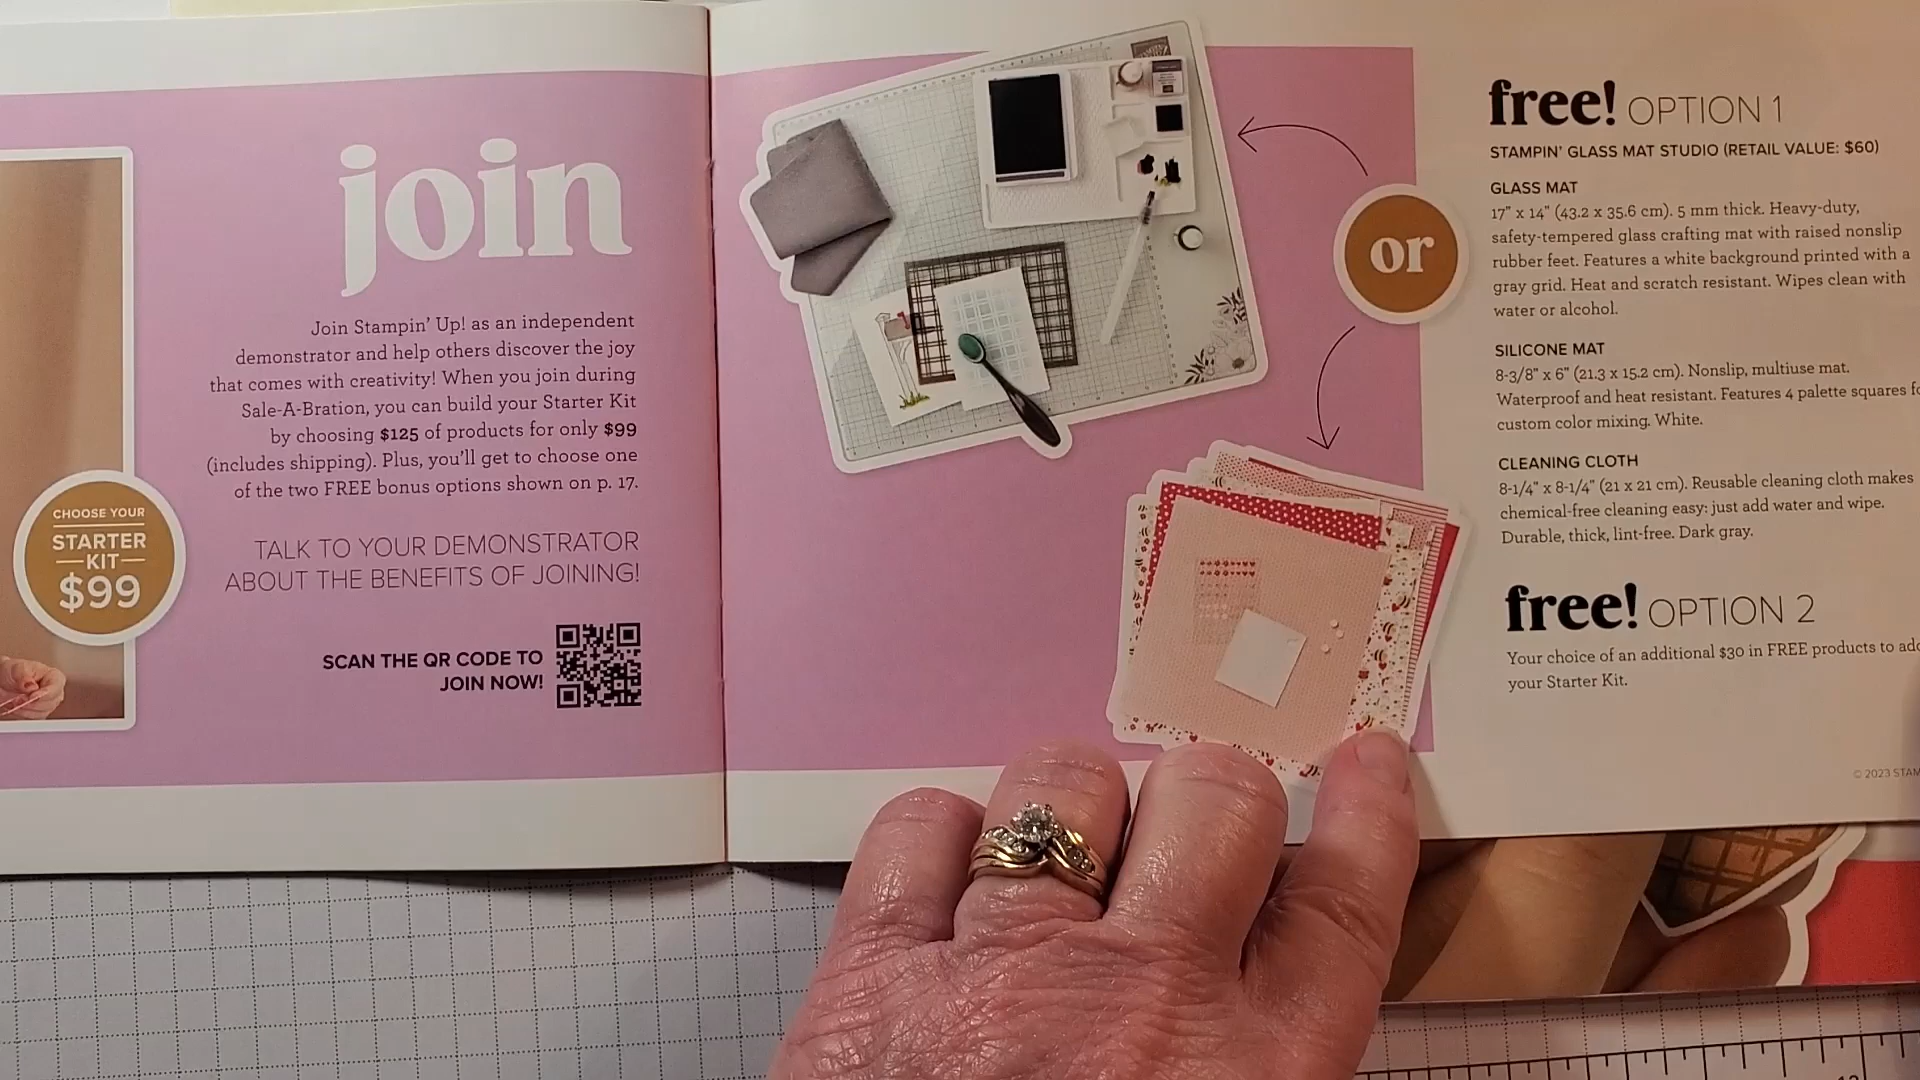 join
Join Stampin' Up! as an independent
demonstrator and help others discover the joy
that comes with creativity! When you join during
Sale-A-Bration, you can build your Starter Kit
by choosing $125 of products for only $99
(includes shipping). Plus, you'll get to choose one
of the two FREE bonus options shown on p. 17.
CHOOSE YOUR
STARTER
KIT
$99
TALK TO YOUR DEMONSTRATOR
ABOUT THE BENEFITS OF JOINING!
SCAN THE QR CODE TO
JOIN NOW!
or
free! OPTION 1
STAMPIN' GLASS MAT STUDIO (RETAIL VALUE: $60)
GLASS MAT
17" x 14" (43.2 x 35.6 cm). 5 mm thick. Heavy-duty,
safety-tempered glass crafting mat with raised nonslip
rubber feet. Features a white background printed with a
gray grid. Heat and scratch resistant. Wipes clean with
water or alcohol.
SILICONE MAT
8-3/8" x 6" (21.3 x 15.2 cm). Nonslip, multiuse mat.
Waterproof and heat resistant. Features 4 palette squares
custom color mixing. White.
CLEANING CLOTH
8-1/4" x 8-1/4" (21 x 21 cm). Reusable cleaning cloth makes
chemical-free cleaning easy: just add water and wipe.
Durable, thick, lint-free. Dark gray.
free! OPTION 2
Your choice of an additional $30 in FREE products to
your Starter Kit.
© 2023